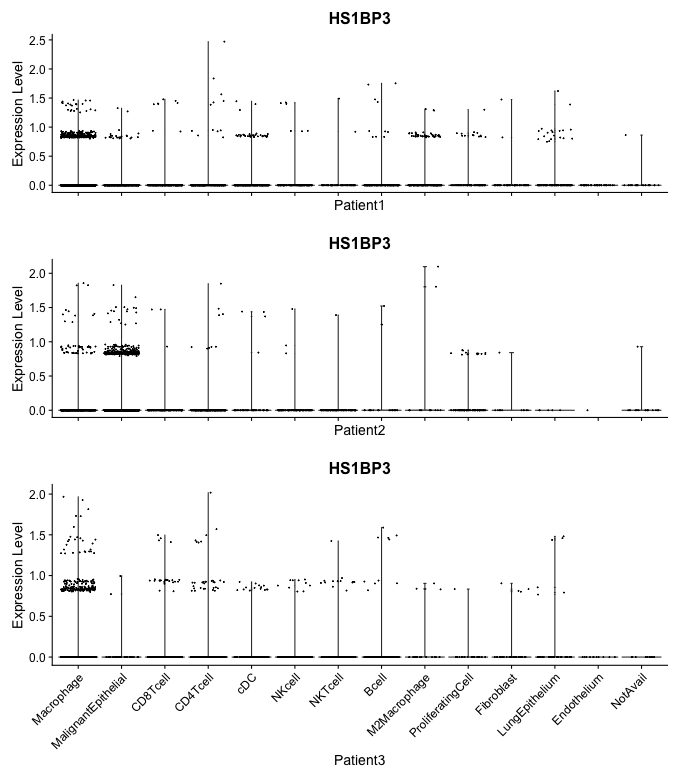 HS1BP3
Expression Level
2.5
2.0
1.5
1.0
0.5
0.0
Patient1
HS1BP3
Expression Level
2.0
1.5
1.0
0.5
0.0
Patient2
HS1BP3
Expression Level
2.0
1.5
1.0
0.5
0.0
Macrophage
MalignantEpithelial
CD8Tcell
CD4Tcell
cDC
NKcell
NKTcell
Bcell
M2Macrophage
ProliferatingCell
Fibroblast
LungEpithelium
Endothelium
NotAvail
Patient3